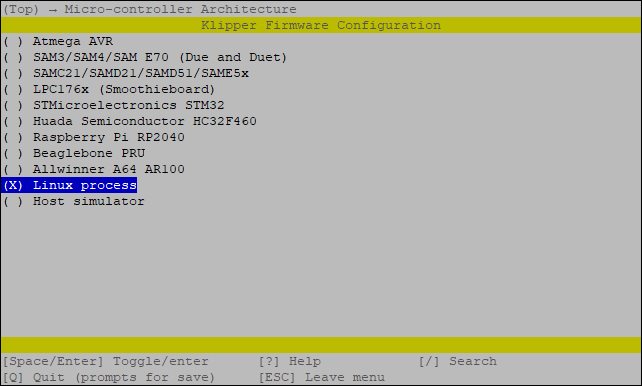 (Top) → Micro-controller Architecture
Klipper Firmware Configuration
( ) Atmega AVR
( ) SAM3/SAM4/SAM E70 (Due and Duet)
( ) SAMC21/SAMD21/SAMD51/SAME5x
( ) LPC176x (Smoothieboard)
( ) STMicroelectronics STM32
( ) Huada Semiconductor HC32F460
( ) Raspberry Pi RP2040
( ) Beaglebone PRU
( ) Allwinner A64 AR100
(X) Linux process
( ) Host simulator
[Space/Enter] Toggle/enter [?] Help [/] Search
[Q] Quit (prompts for save) [ESC] Leave menu